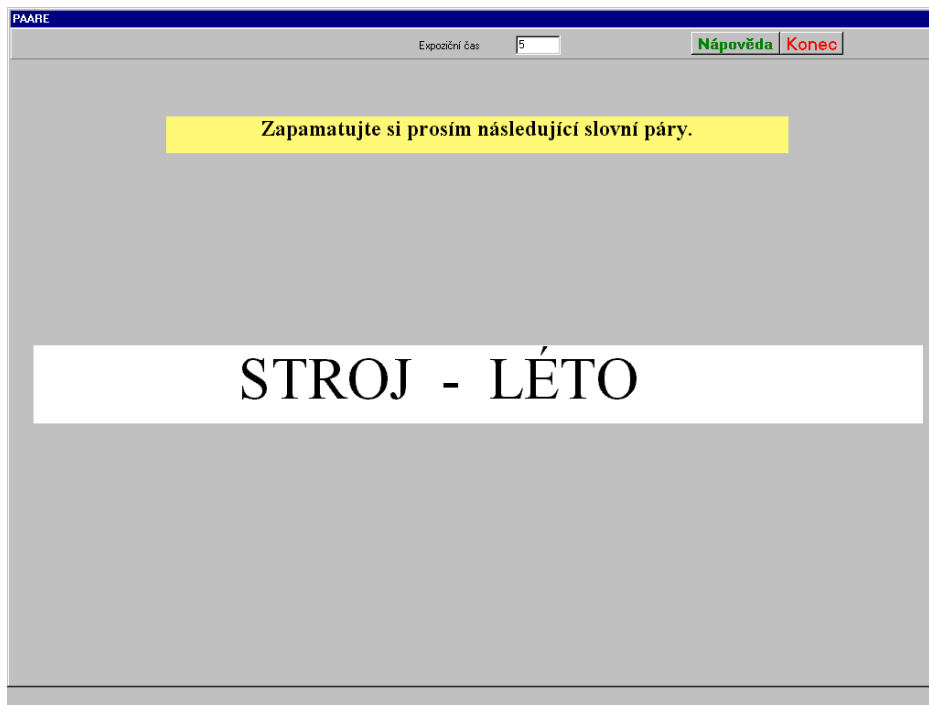 PAARE
Expoziční čas 5 Nápověda Konec
Zapamatujte si prosím následující slovní páry.
STROJ - LÉTO